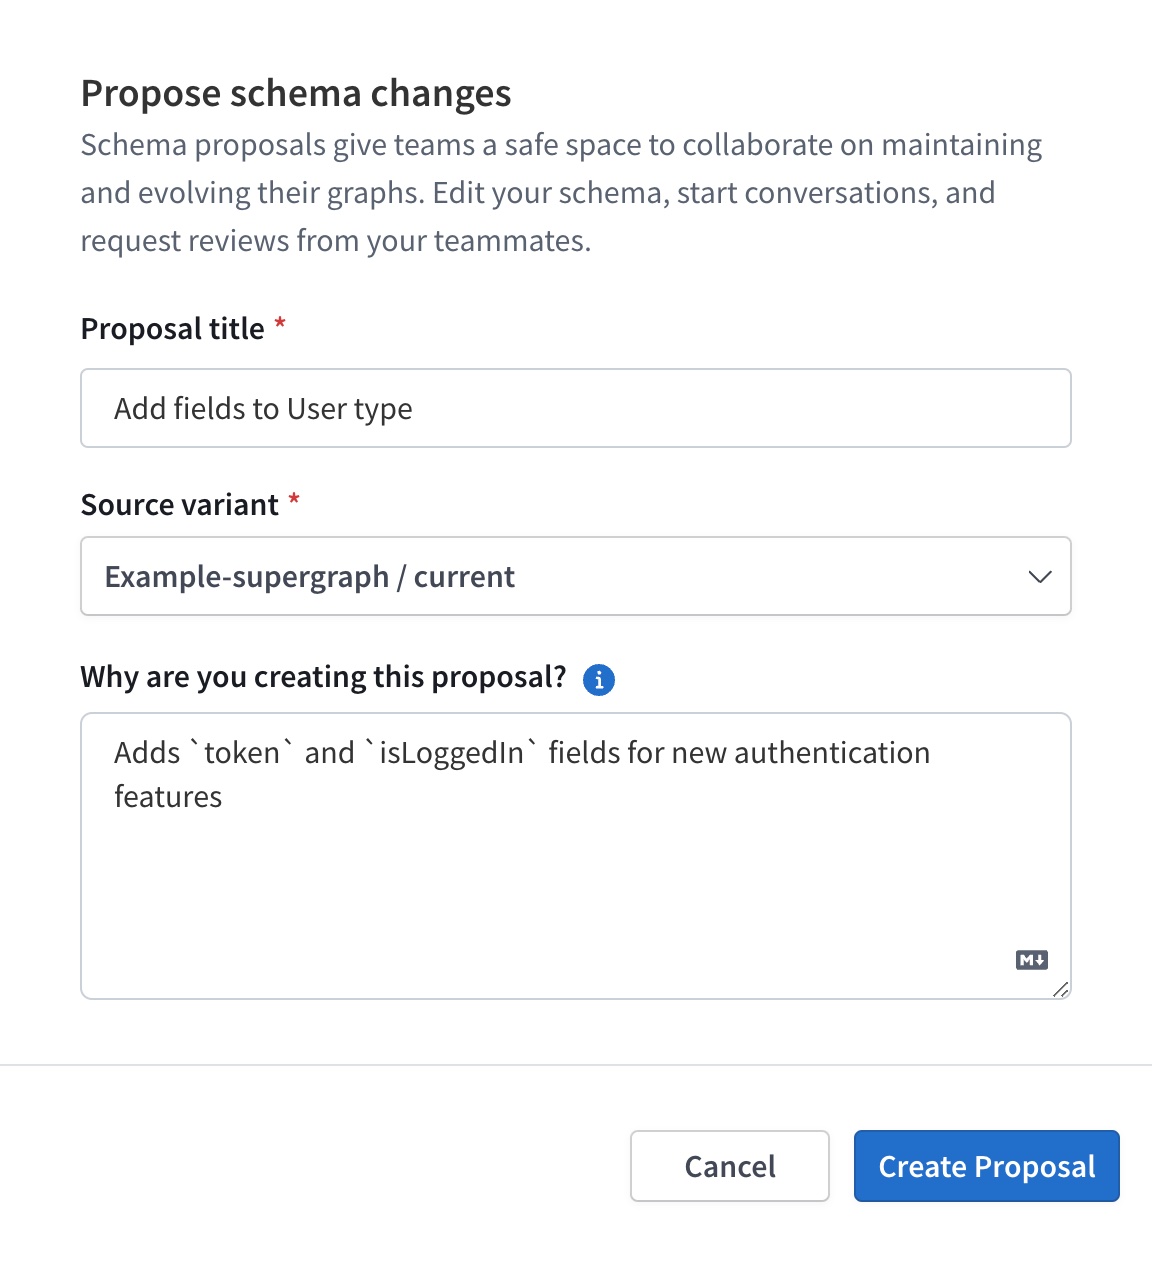 Propose schema changes
Schema proposals give teams a safe space to collaborate on maintaining
and evolving their graphs. Edit your schema, start conversations, and
request reviews from your teammates.
Proposal title *
Add fields to User type
Source variant *
Example-supergraph / current
Why are you creating this proposal? i
Adds `token` and `isLoggedIn` fields for new authentication
features
M↓
Cancel
Create Proposal